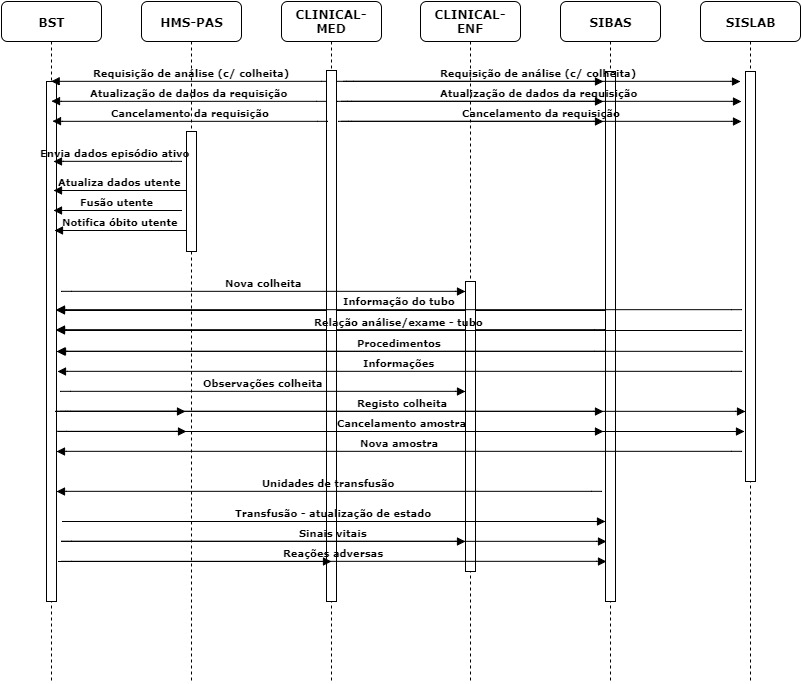 BST
HMS-PAS
CLINICAL-
MED
CLINICAL-
ENF
SIBAS
SISLAB
Requisição de análise (c/ colheita)
Requisição de análise (c/ colheita)
Atualização de dados da requisição
Atualização de dados da requisição
Cancelamento da requisição
Cancelamento da requisição
Envia dados episódio ativo
Atualiza dados utente
Fusão utente
Notifica óbito utente
Nova colheita
Informação do tubo
Relação análise/exame - tubo
Procedimentos
Informações
Observações colheita
Registo colheita
Cancelamento amostra
Nova amostra
Unidades de transfusão
Transfusão - atualização de estado
Sinais vitais
Reações adversas